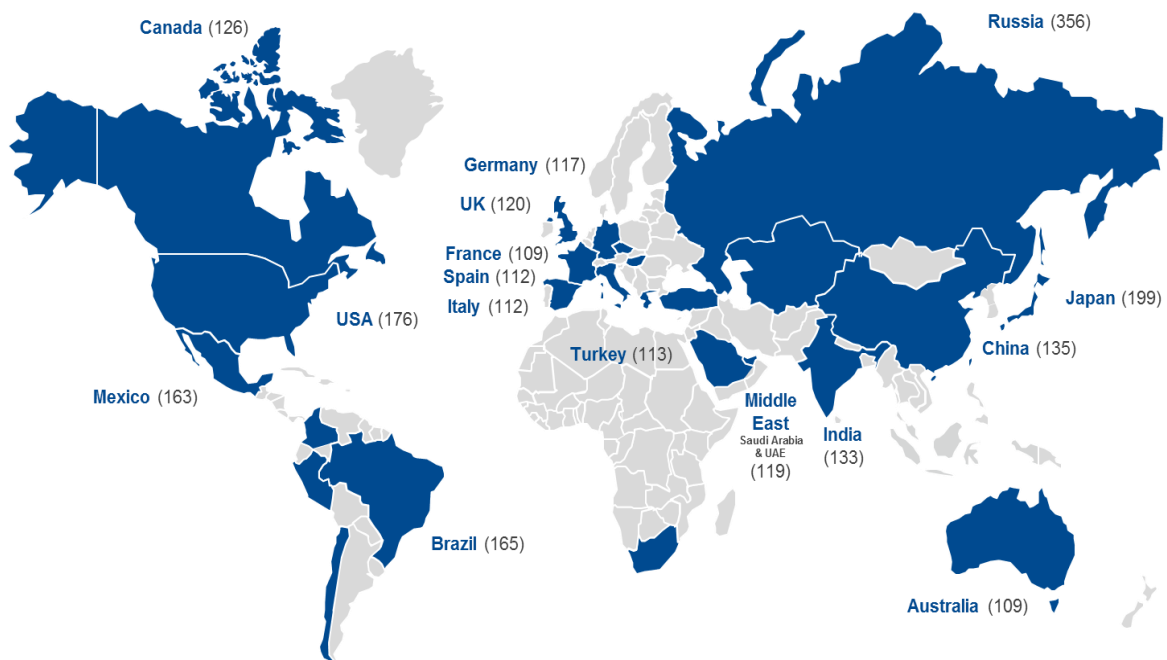 Canada (126)
Russia (356)
Germany (117)
UK (120)
France (109)
Spain (112)
Italy (112)
Japan (199)
USA (176)
China (135)
Turkey (113)
Mexico (163)
Middle
East
Saudi Arabia
& UAE
(119)
India
(133)
Brazil (165)
Australia (109)